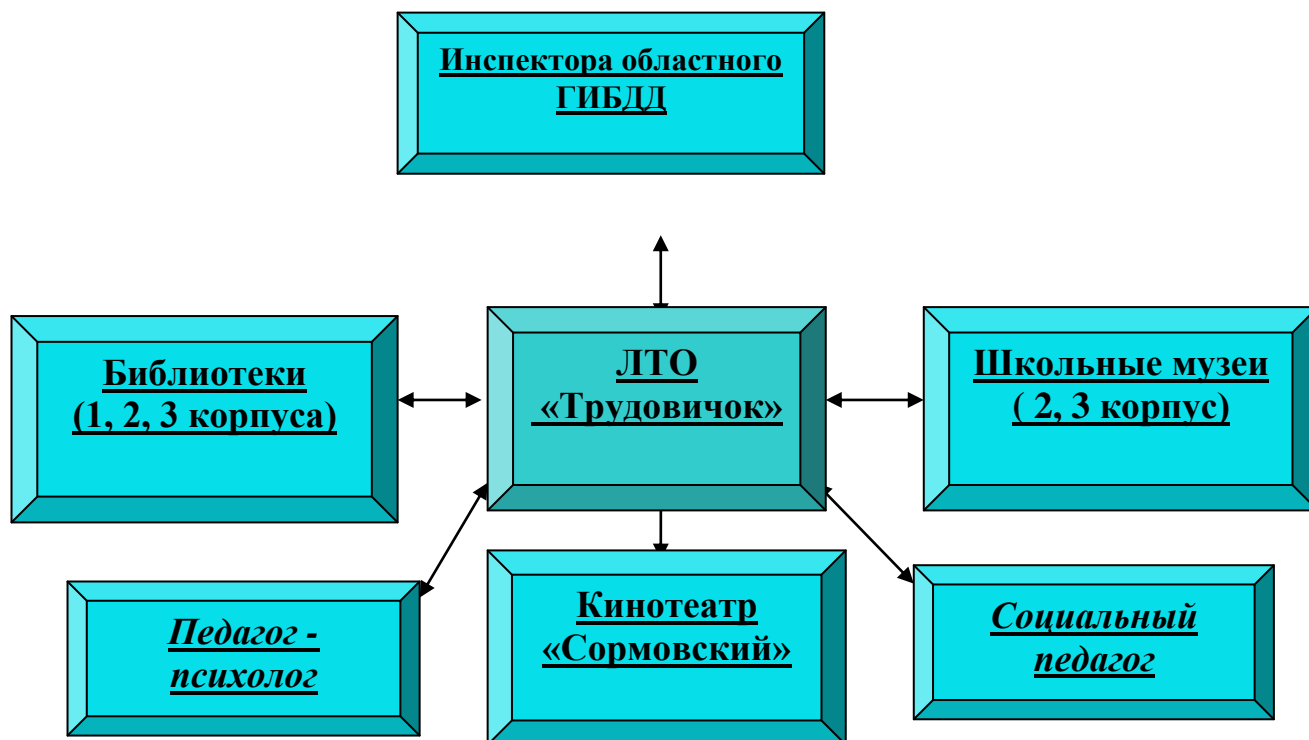 Инспектора областного
ГИБДД
Библиотеки
(1, 2, 3 корпуса)
ЛТО
«Трудовичок»
Школьные музеи
( 2, 3 корпус)
Педагог -
психолог
Кинотеатр
«Сормовский»
Социальный
педагог